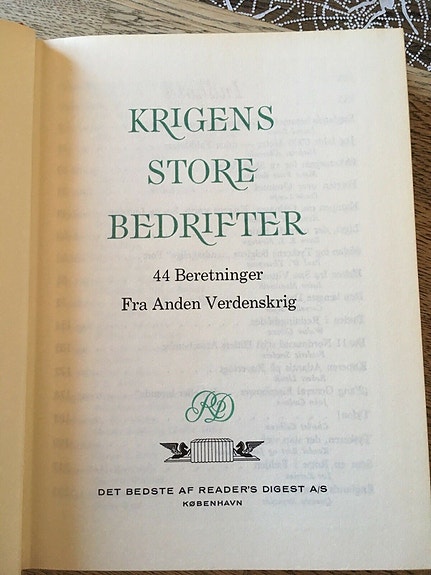 KRIGENS
STORE
BEDRIFTER
44 Beretninger
Fra Anden Verdenskrig
RD
DET BEDSTE AF READER'S DIGEST A/S
KØBENHAVN